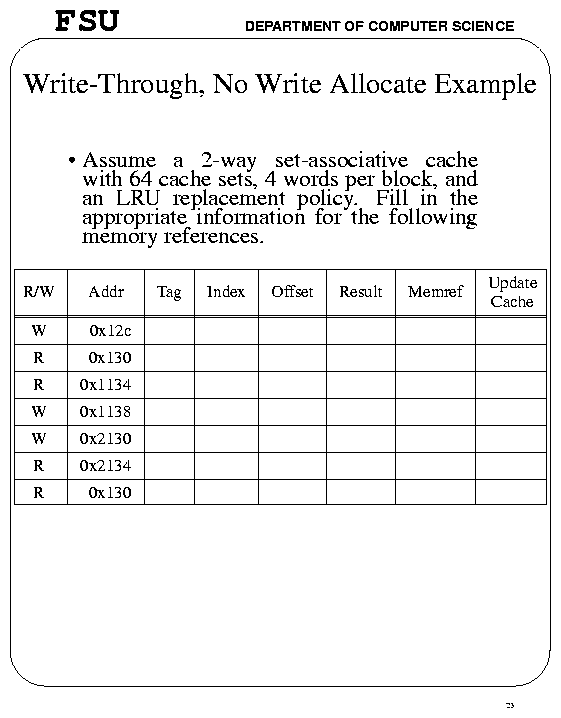 FSU DEPARTMENT OF COMPUTER SCIENCE
Write-Through, No Write Allocate Example
• Assume a 2-way set-associative cache
with 64 cache sets, 4 words per block, and
an LRU replacement policy. Fill in the
appropriate information for the following
memory references.
R/W Addr Tag Index Offset Result Memref Update Cache
W 0x12c
R 0x130
R 0x1134
W 0x1138
W 0x2130
R 0x2134
R 0x130